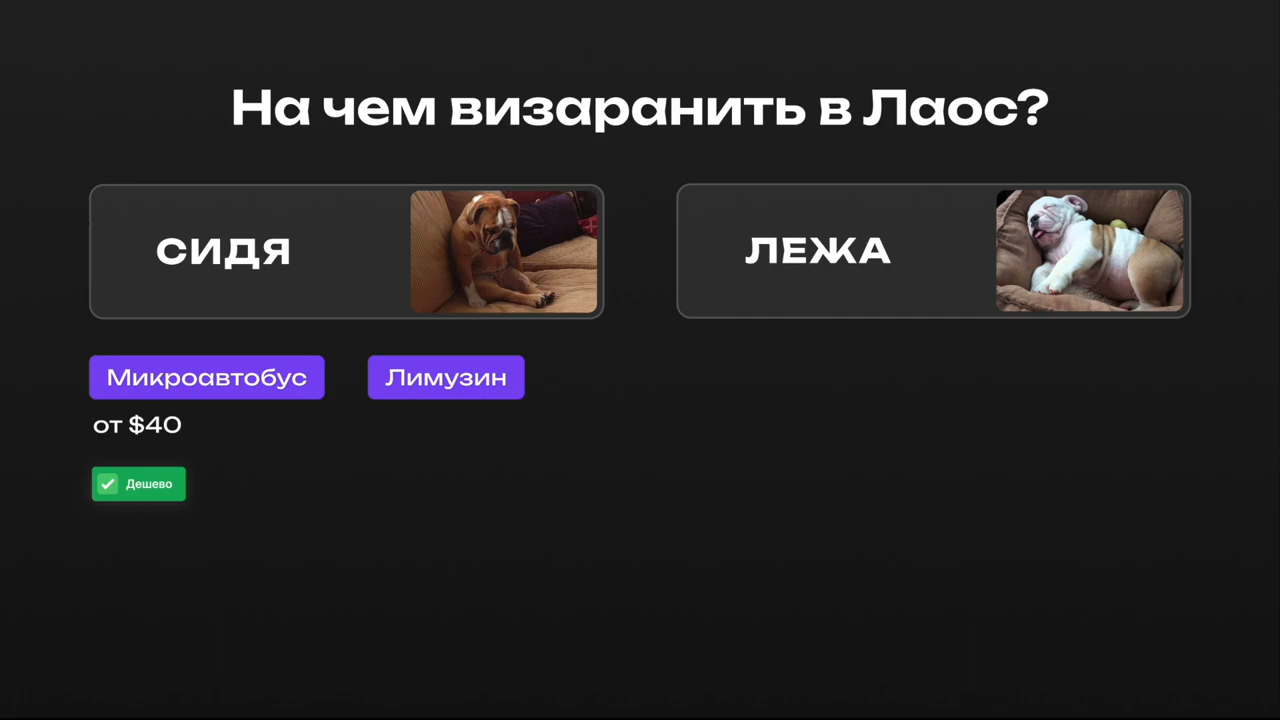 На чем визаранить в Лаос?
СИДЯ
ЛЕЖА
Микроавтобус
Лимузин
от $40
Дешево